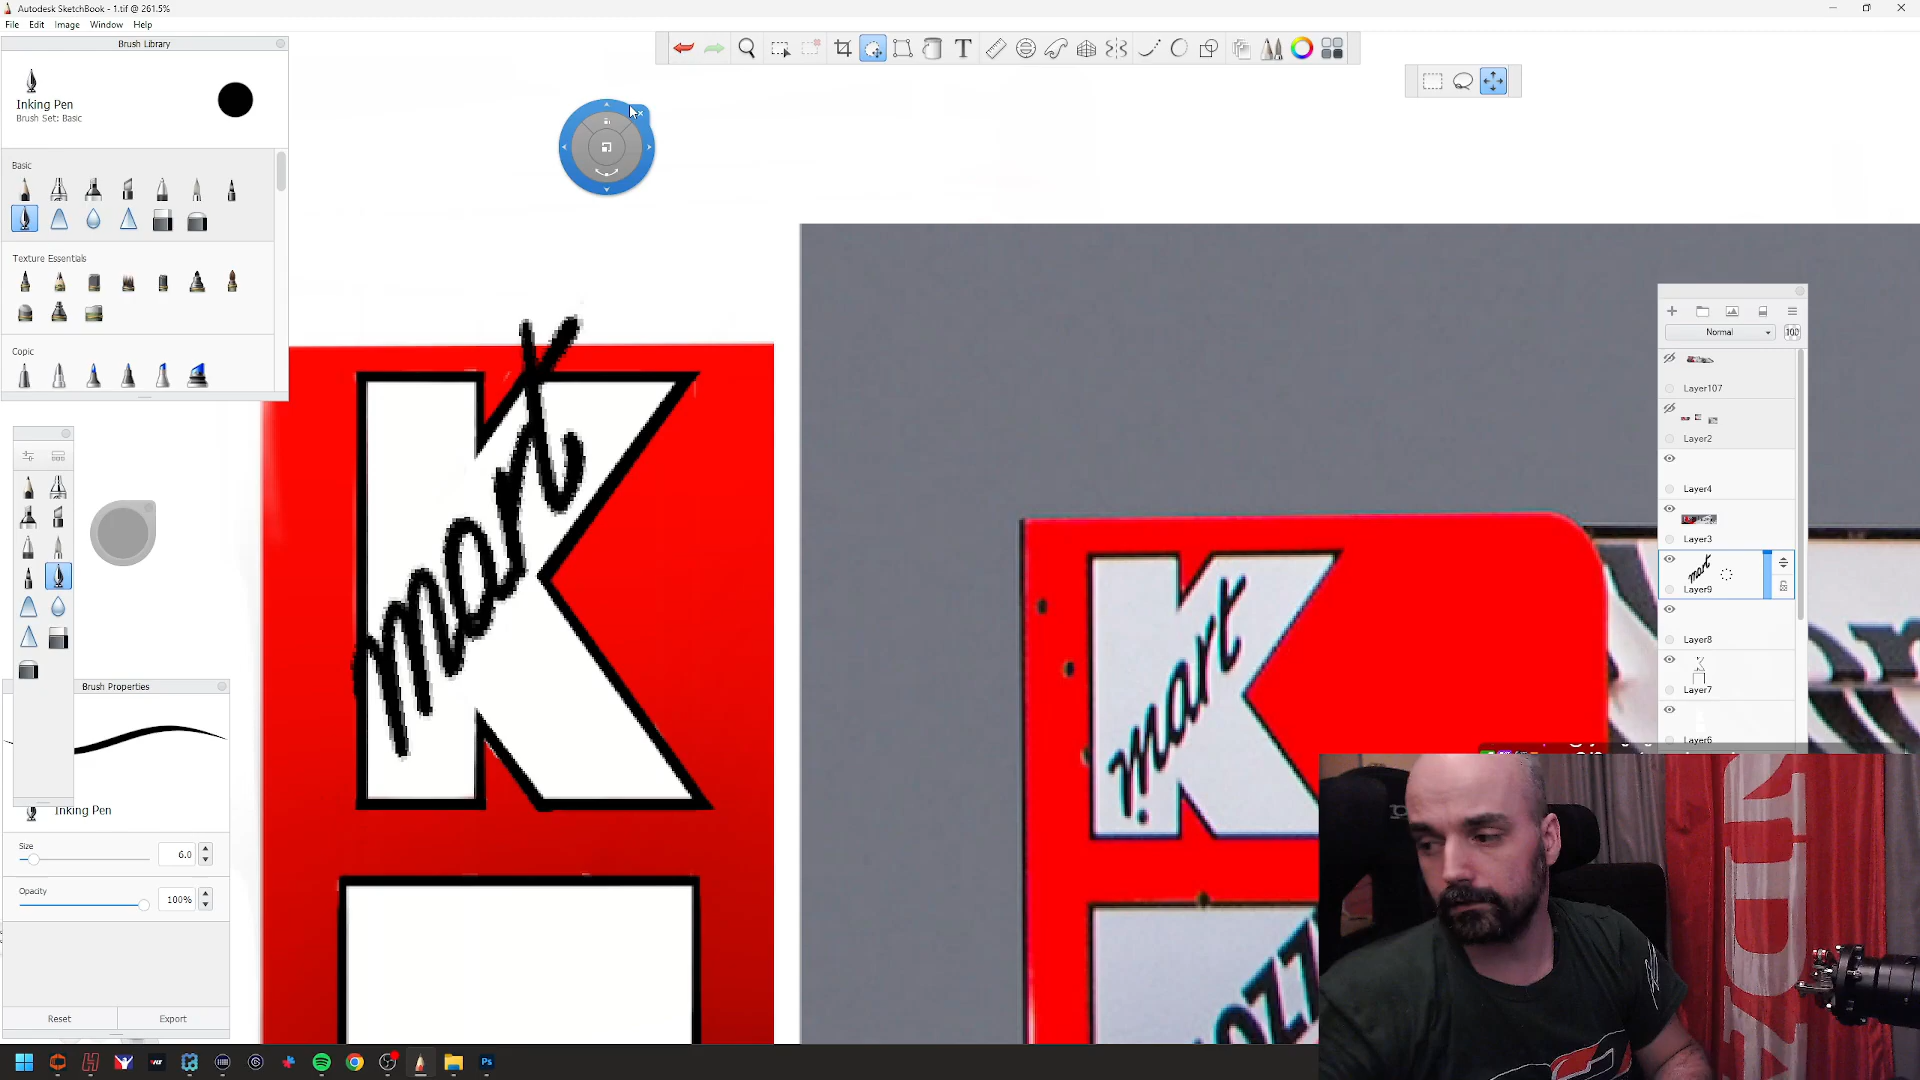 Autodesk SketchBook - 1.tif @ 261.5%
File Edit Image Window Help
Brush Library
Inking Pen
Brush Set: Basic
Basic
Texture Essentials
Copic
Brush Properties
Inking Pen
Size
6.0
Opacity
100%
Reset Export
K
mart
K
mart
Normal
100
Layer107
Layer2
Layer4
Layer3
mart
Layer9
Layer8
K
Layer7
Layer6
T
Ps